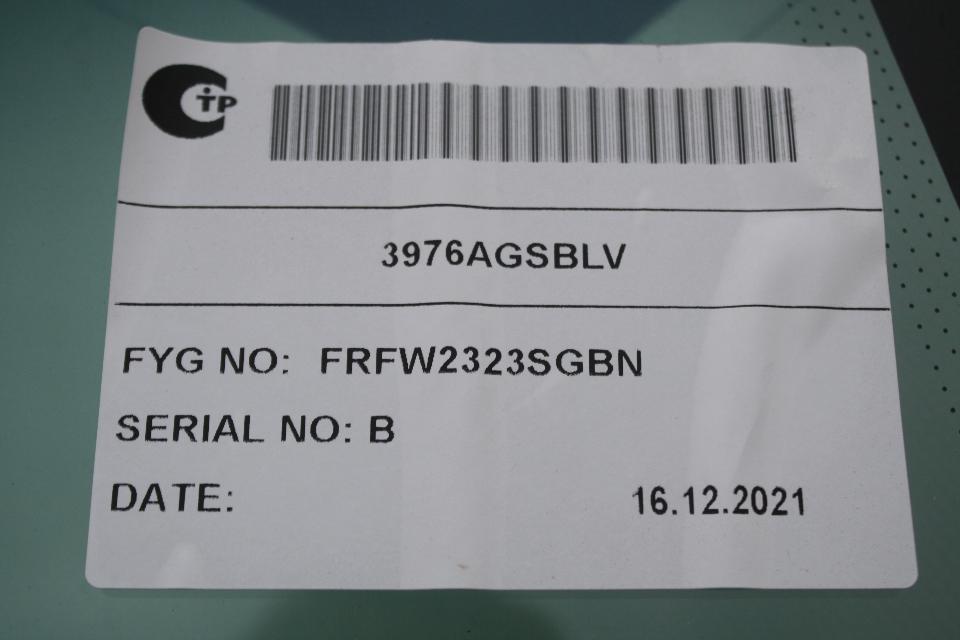 TP
3976AGSBLV
FYG NO: FRFW2323SGBN
SERIAL NO: B
DATE: 16.12.2021